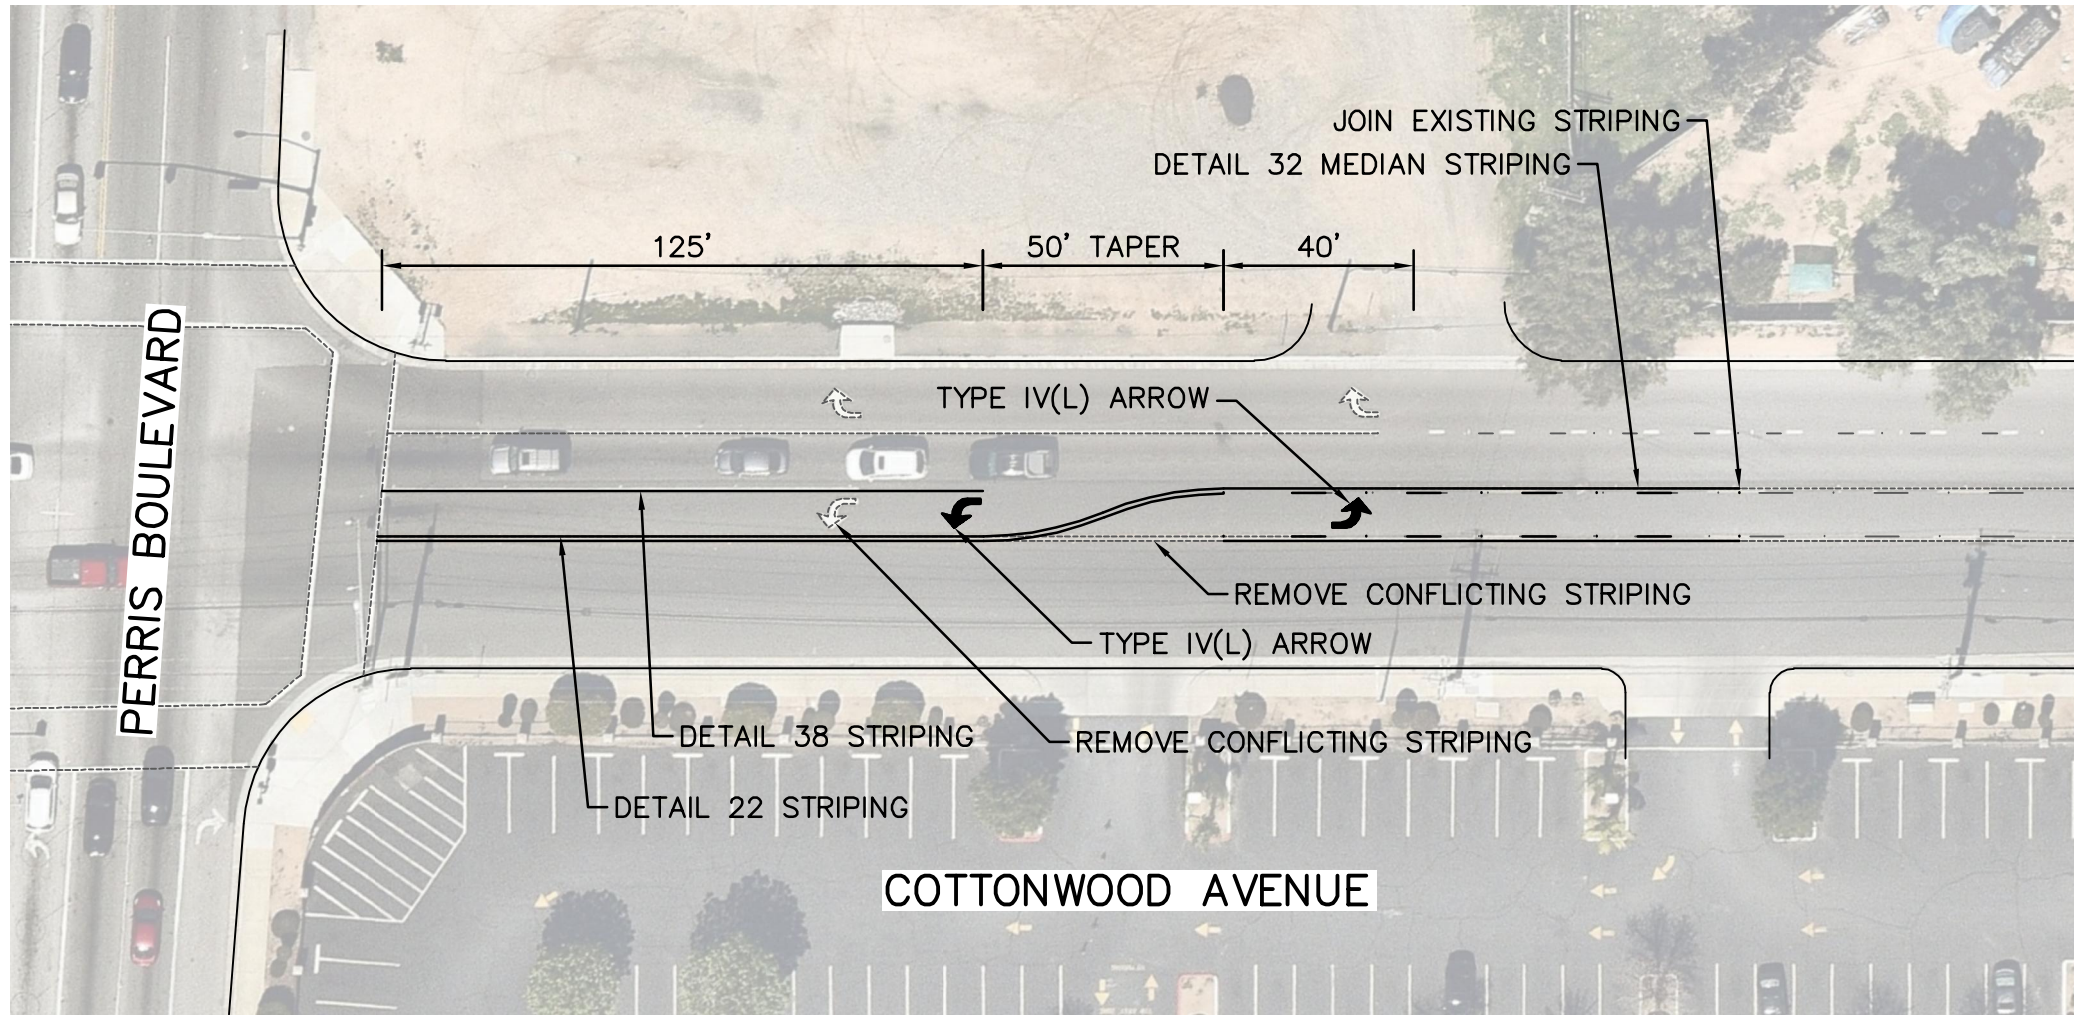 JOIN EXISTING STRIPING
DETAIL 32 MEDIAN STRIPING
125'
50' TAPER
40'
TYPE IV(L) ARROW
PERRIS BOULEVARD
REMOVE CONFLICTING STRIPING
TYPE IV(L) ARROW
DETAIL 38 STRIPING
REMOVE CONFLICTING STRIPING
DETAIL 22 STRIPING
COTTONWOOD AVENUE